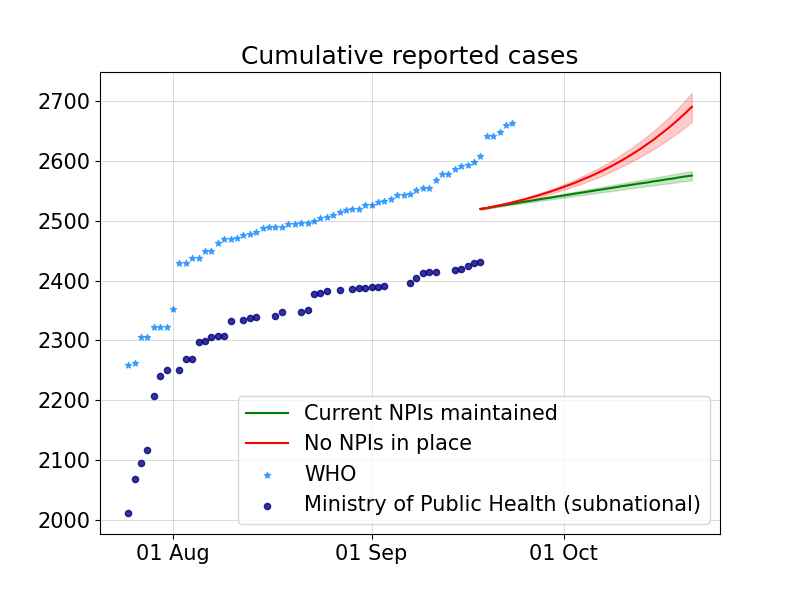 Cumulative reported cases
2700
2600
2500
2400
2300
2200
2100
2000
Current NPIs maintained
No NPIs in place
WHO
Ministry of Public Health (subnational)
01 Aug
01 Sep
01 Oct